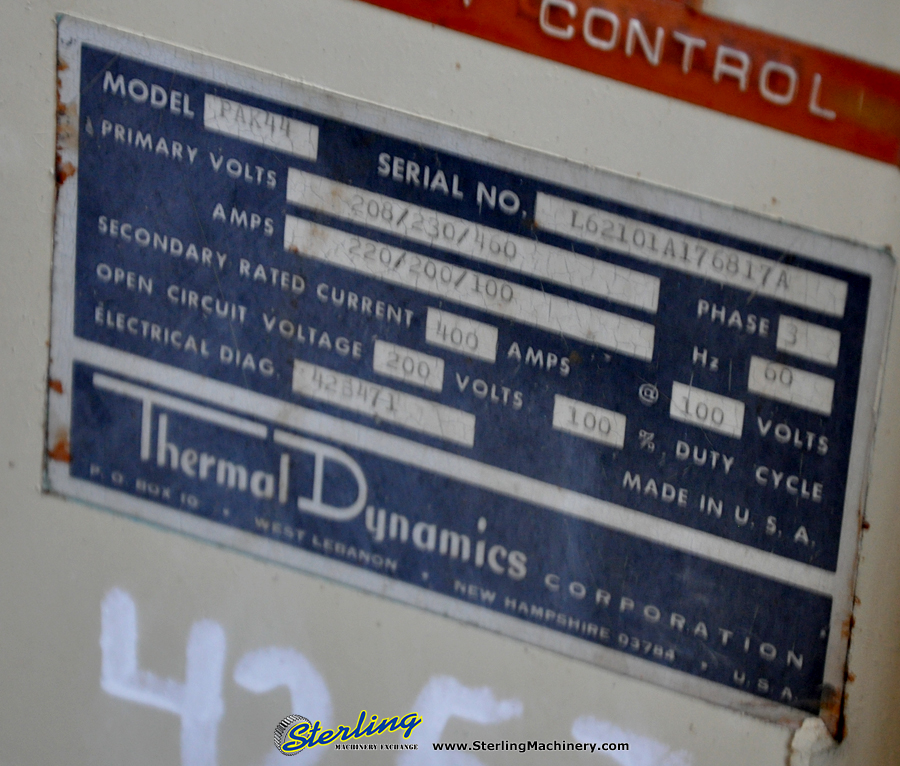 CONTROL
MODEL PAK44
SERIAL NO. L62101A176817A
PRIMARY VOLTS 208/230/460 PHASE 3
AMPS 220/200/100 Hz 60
SECONDARY RATED CURRENT 400 AMPS @ 100 VOLTS
OPEN CIRCUIT VOLTAGE 200 VOLTS 100 % DUTY CYCLE
ELECTRICAL DIAG. MADE IN U. S. A.
Thermal Dynamics CORPORATION
P. O. BOX 10 • WEST LEBANON • NEW HAMPSHIRE 03784 • U. S. A.
Sterling
MACHINERY EXCHANGE
www.SterlingMachinery.com